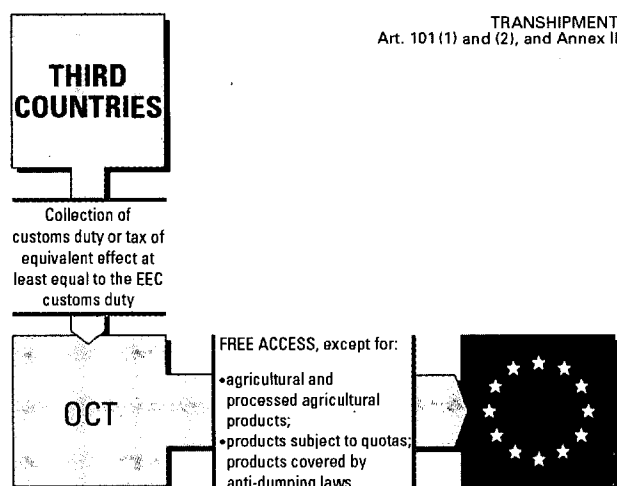 TRANSHIPMENT
Art. 101(1) and (2), and Annex II
THIRD
COUNTRIES
Collection of
customs duty or tax of
equivalent effect at
least equal to the EEC
customs duty
OCT
FREE ACCESS, except for:
•agricultural and
processed agricultural
products;
•products subject to quotas;
products covered by
anti-dumping laws